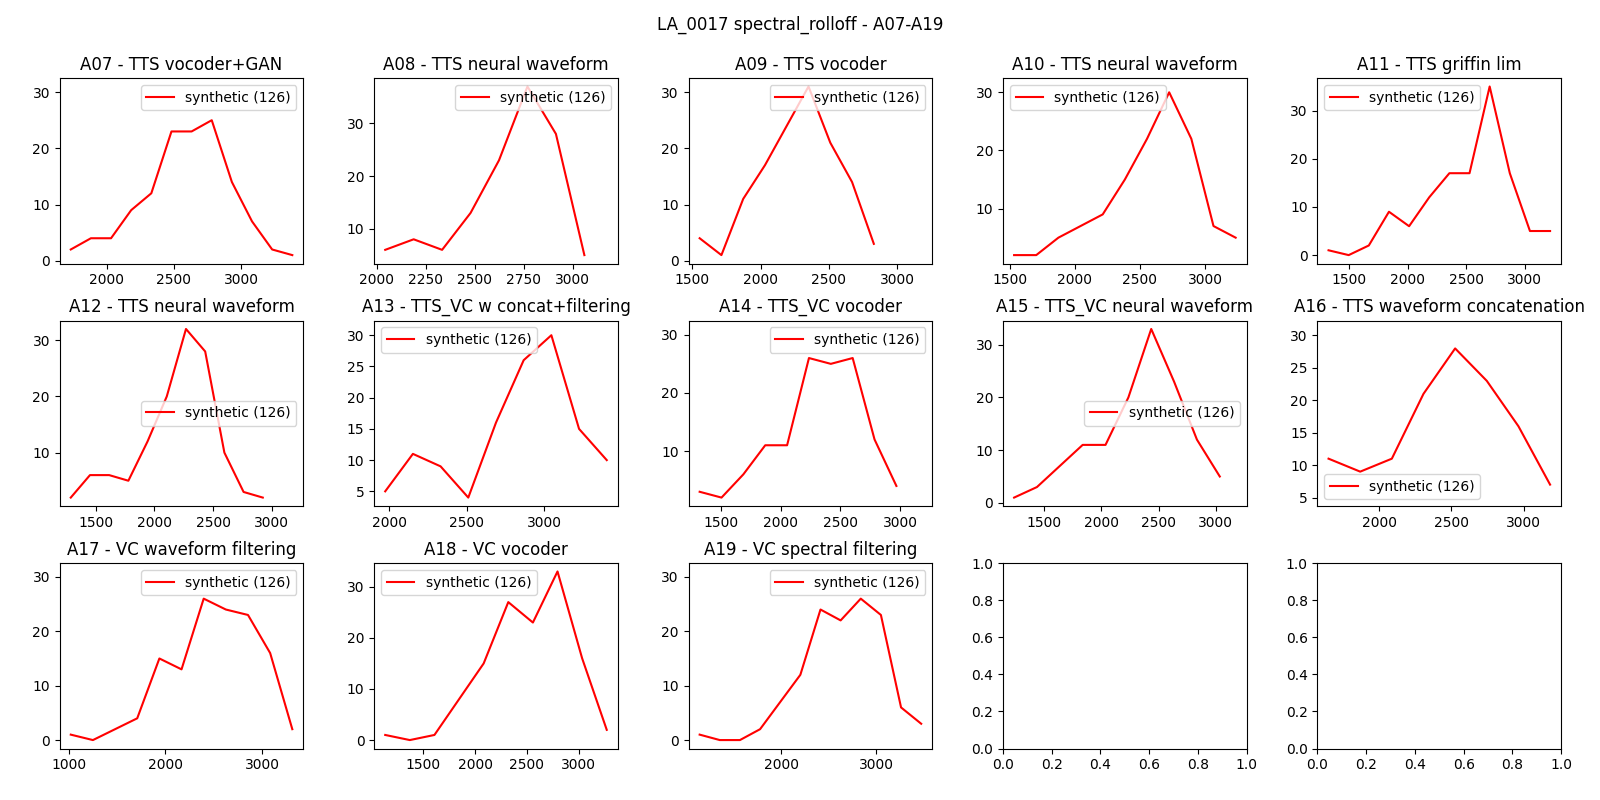 LA_0017 spectral_rolloff - A07-A19
A07 - TTS vocoder+GAN
synthetic (126)
30
20
10
0
2000 2500 3000
A08 - TTS neural waveform
synthetic (126)
30
20
10
2000 2250 2500 2750 3000
A09 - TTS vocoder
synthetic (126)
30
20
10
0
1500 2000 2500 3000
A10 - TTS neural waveform
synthetic (126)
30
20
10
1500 2000 2500 3000
A11 - TTS griffin lim
synthetic (126)
30
20
10
0
1500 2000 2500 3000
A12 - TTS neural waveform
synthetic (126)
30
20
10
1500 2000 2500 3000
A13 - TTS_VC w concat+filtering
synthetic (126)
30
25
20
15
10
5
2000 2500 3000
A14 - TTS_VC vocoder
synthetic (126)
30
20
10
1500 2000 2500 3000
A15 - TTS_VC neural waveform
synthetic (126)
30
20
10
0
1500 2000 2500 3000
A16 - TTS waveform concatenation
synthetic (126)
30
25
20
15
10
5
2000 2500 3000
A17 - VC waveform filtering
synthetic (126)
30
20
10
0
1000 2000 3000
A18 - VC vocoder
synthetic (126)
30
20
10
0
1500 2000 2500 3000
A19 - VC spectral filtering
synthetic (126)
30
20
10
0
2000 3000
1.0
0.8
0.6
0.4
0.2
0.0
0.0 0.2 0.4 0.6 0.8 1.0
1.0
0.8
0.6
0.4
0.2
0.0
0.0 0.2 0.4 0.6 0.8 1.0